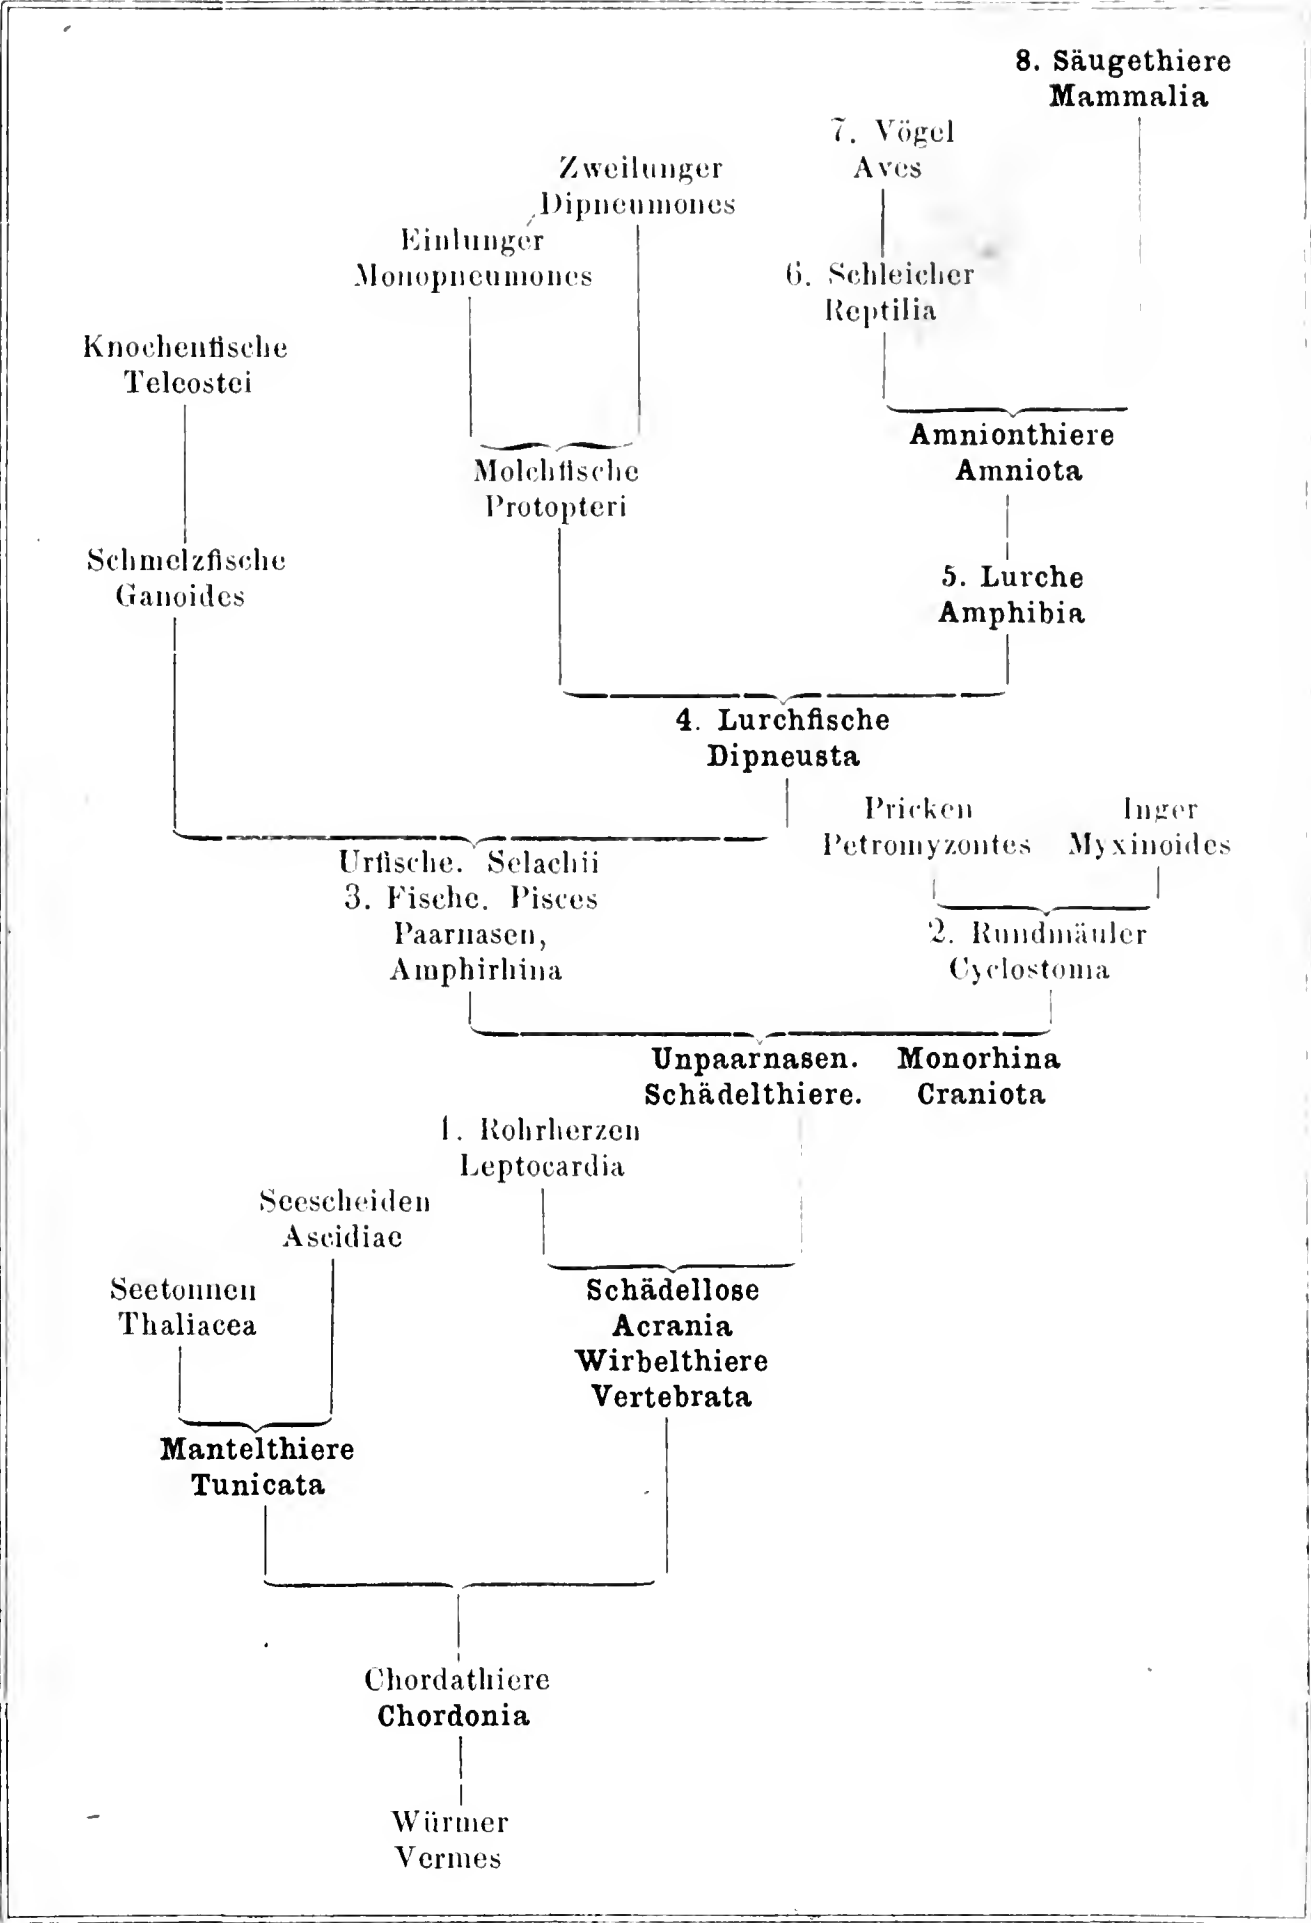 8. Säugethiere
Mammalia
7. Vögel
Aves
Zweilunger
Dipneumones
Einlunger
Monopneumones
6. Schleicher
Reptilia
Knochenfische
Teleostei
Amnionthiere
Amniota
Molchfische
Protopteri
Schmelzfische
Ganoides
5. Lurche
Amphibia
4. Lurchfische
Dipneusta
Pricken
Petromyzontes
Inger
Myxinoides
Urfische. Selachii
3. Fische. Pisces
Paarnasen,
Amphirhina
2. Rundmäuler
Cyclostoma
Unpaarnasen. Monorhina
Schädelthiere. Craniota
1. Rohrherzen
Leptocardia
Seescheiden
Ascidiae
Seetonnen
Thaliacea
Schädellose
Acrania
Wirbelthiere
Vertebrata
Mantelthiere
Tunicata
Chordathiere
Chordonia
Würmer
Vermes